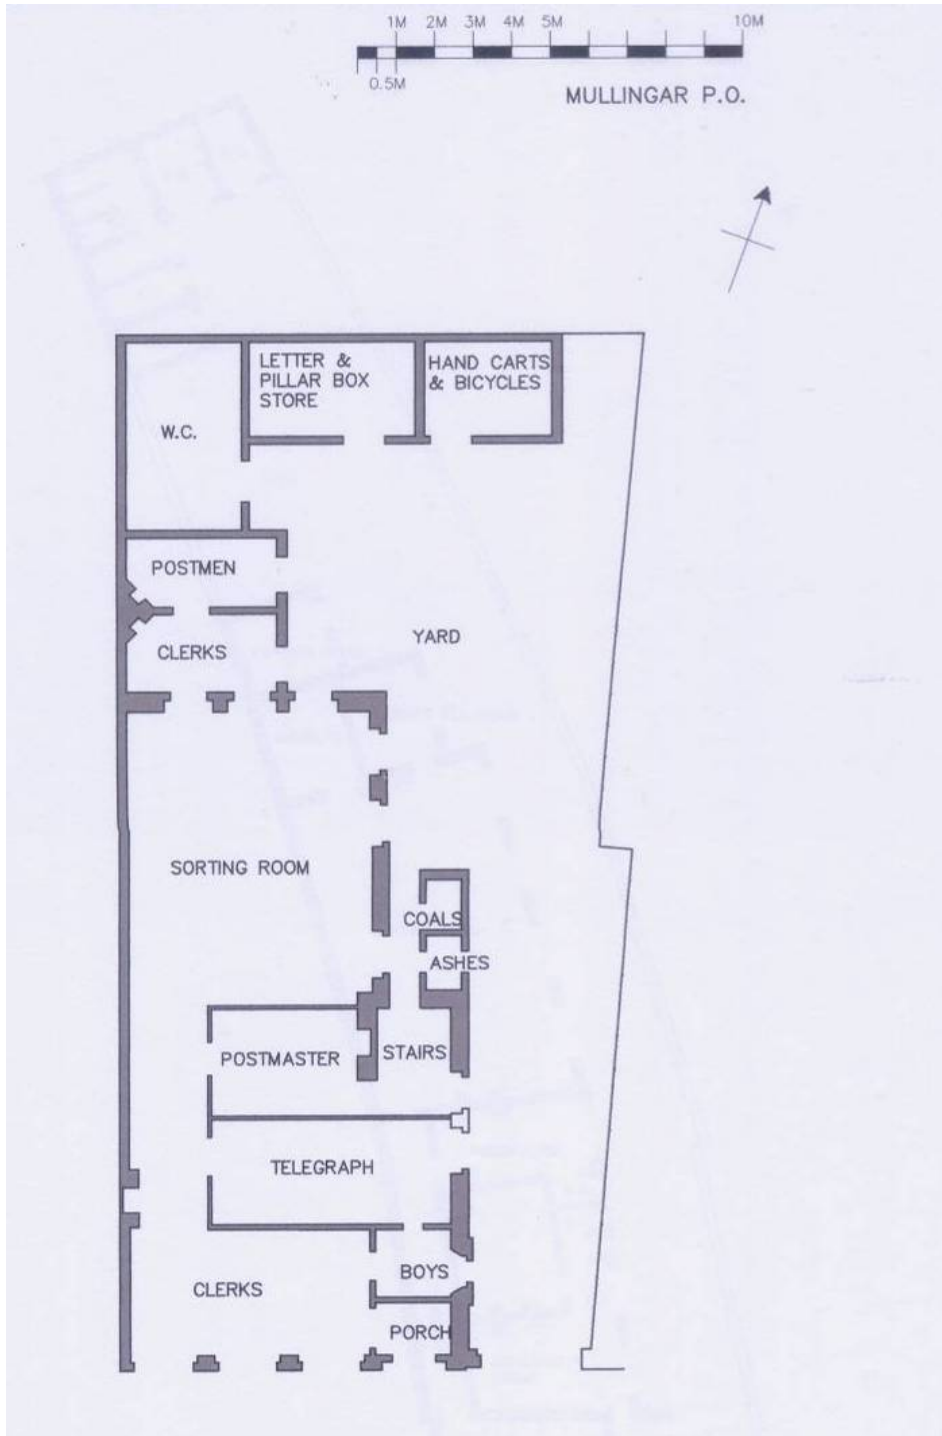 1M 2M 3M 4M 5M 10M
0.5M
MULLINGAR P.O.
LETTER &
PILLAR BOX
STORE
HAND CARTS
& BICYCLES
W.C.
POSTMEN
YARD
CLERKS
SORTING ROOM
COALS
ASHES
POSTMASTER
STAIRS
TELEGRAPH
BOYS
CLERKS
PORCH